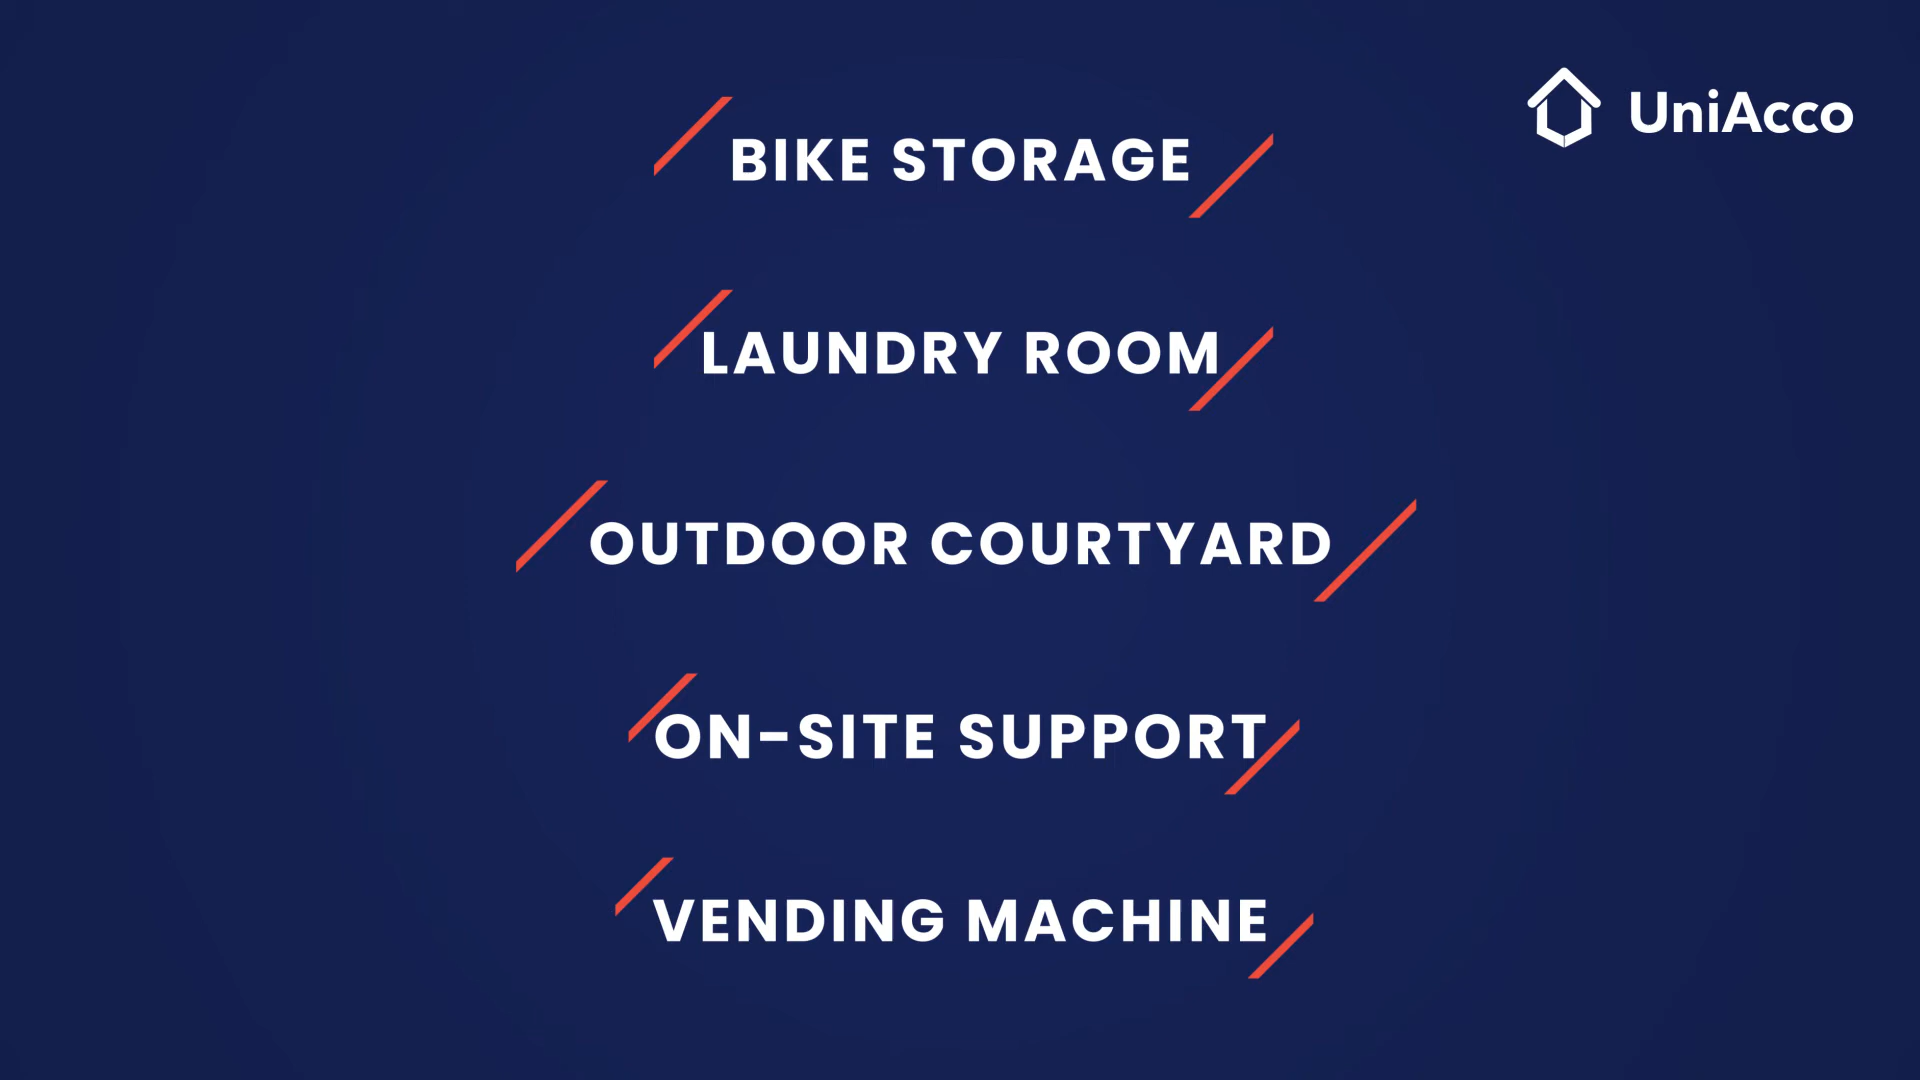 UniAcco
BIKE STORAGE
LAUNDRY ROOM
OUTDOOR COURTYARD
ON-SITE SUPPORT
VENDING MACHINE